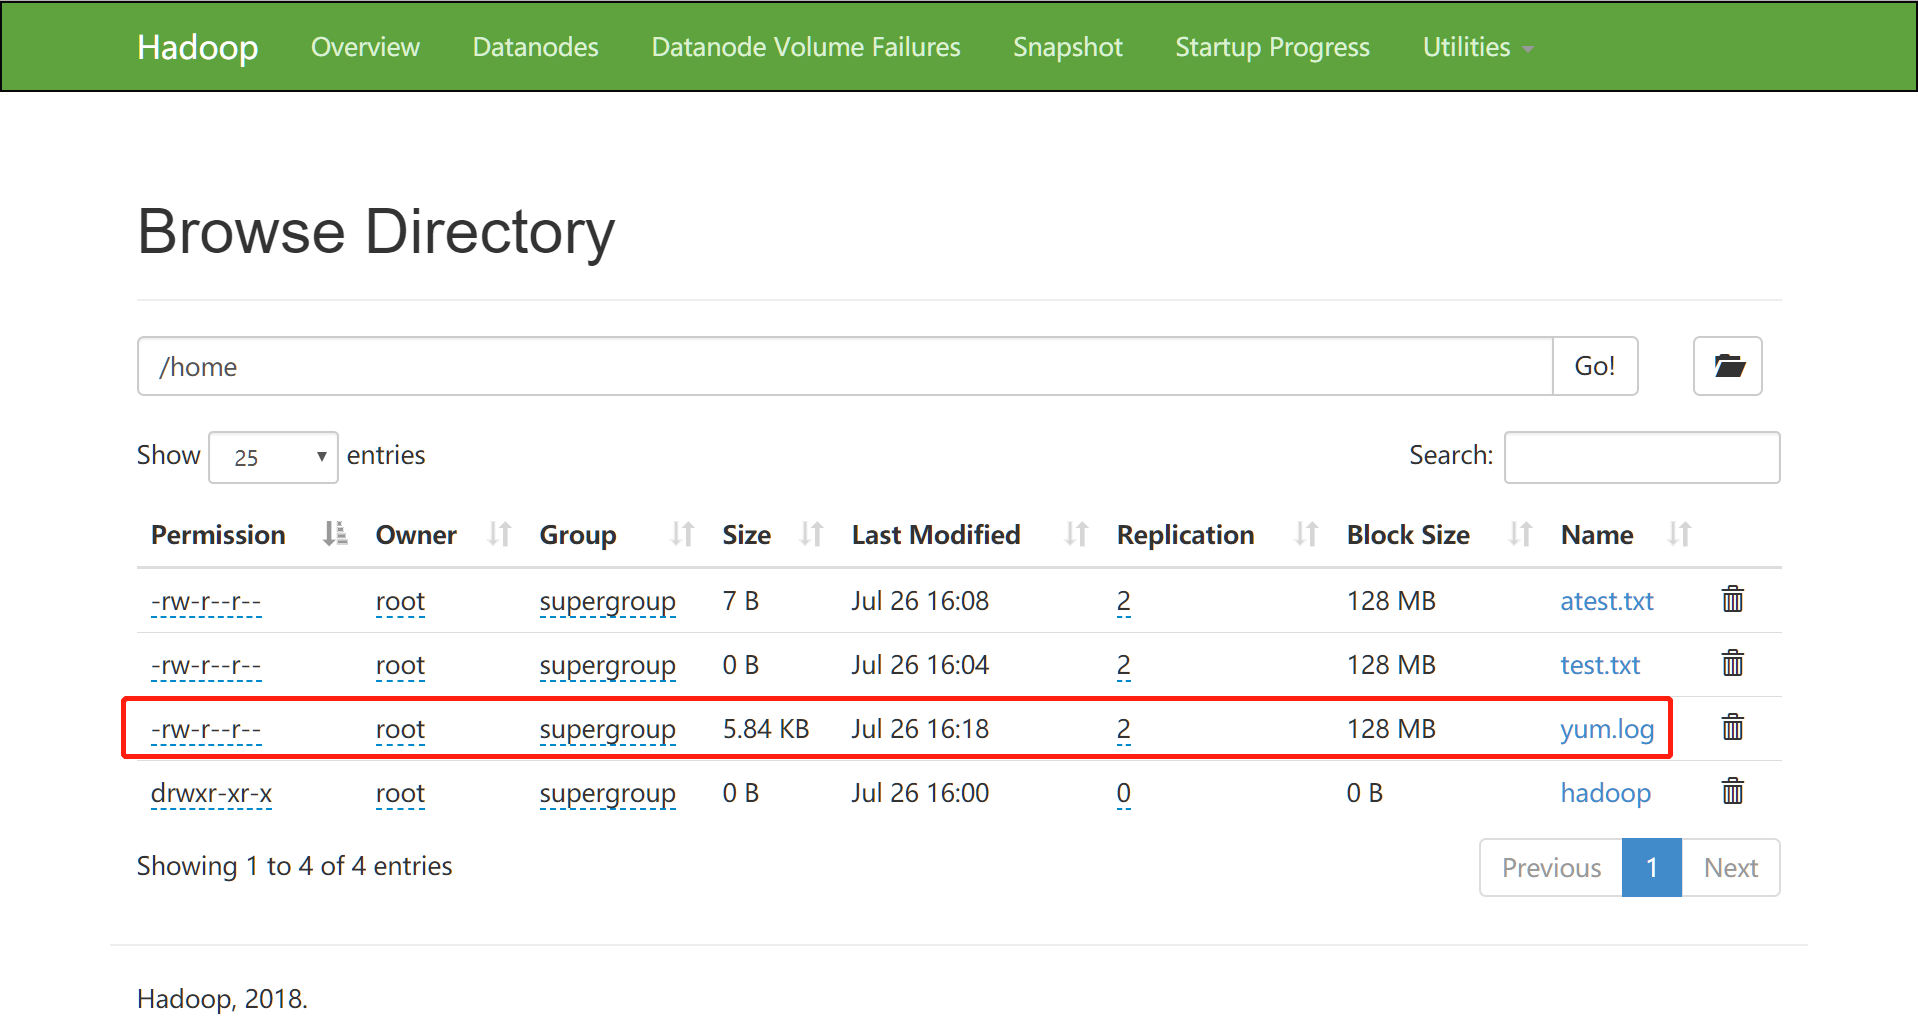 Hadoop Overview Datanodes Datanode Volume Failures Snapshot Startup Progress Utilities
Browse Directory
/home Go!
Show 25 entries Search:
Permission Owner Group Size Last Modified Replication Block Size Name
-rw-r--r-- root supergroup 7 B Jul 26 16:08 2 128 MB atest.txt
-rw-r--r-- root supergroup 0 B Jul 26 16:04 2 128 MB test.txt
-rw-r--r-- root supergroup 5.84 KB Jul 26 16:18 2 128 MB yum.log
drwxr-xr-x root supergroup 0 B Jul 26 16:00 0 0 B hadoop
Showing 1 to 4 of 4 entries Previous 1 Next
Hadoop, 2018.